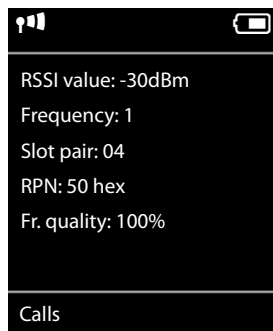 RSSI value: -30dBm
Frequency: 1
Slot pair: 04
RPN: 50 hex
Fr. quality: 100%
Calls